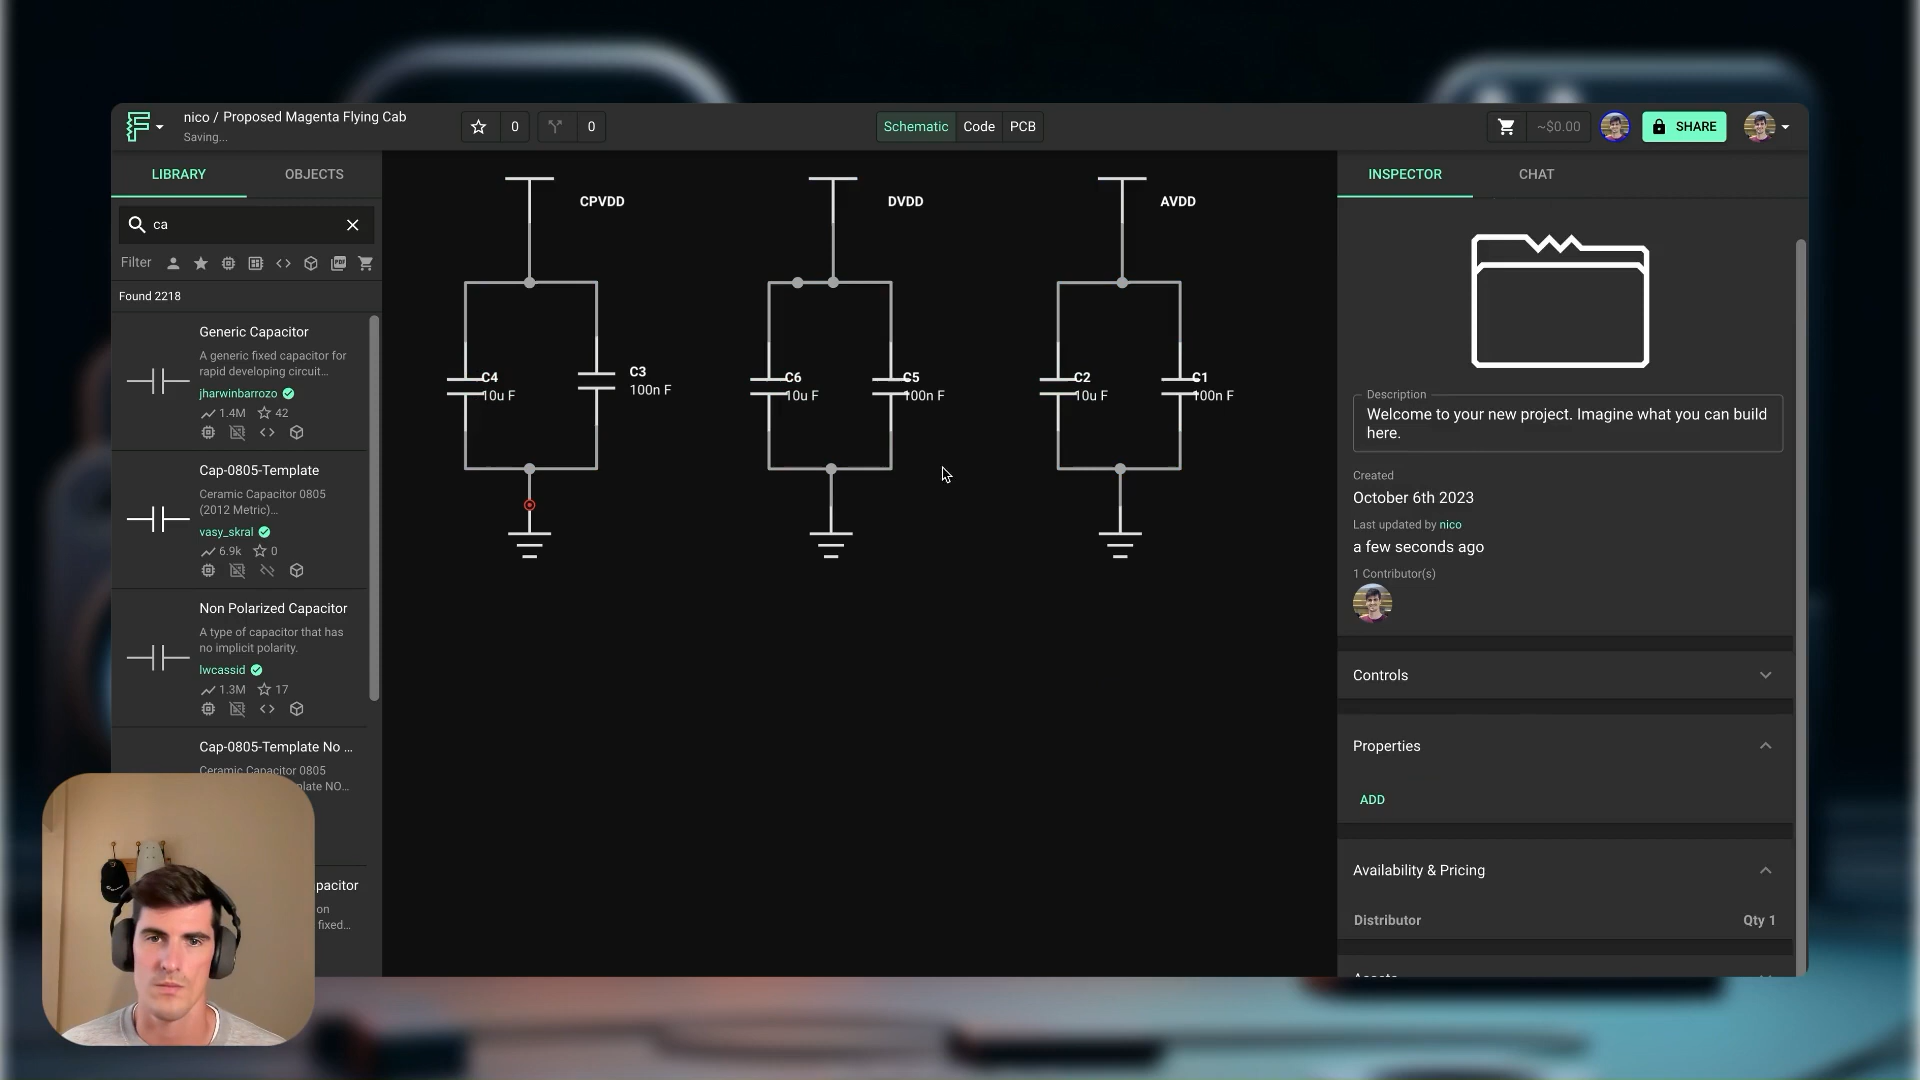 nico / Proposed Magenta Flying Cab
Saving...
0
0
Schematic
Code
PCB
~$0.00
SHARE
LIBRARY
OBJECTS
ca
Filter
PDF
Found 2218
Generic Capacitor
A generic fixed capacitor for
rapid developing circuit...
jharwinbarrozo
1.4M
42
Cap-0805-Template
Ceramic Capacitor 0805
(2012 Metric)...
vasy_skral
6.9k
0
Non Polarized Capacitor
A type of capacitor that has
no implicit polarity.
lwcassid
1.3M
17
Cap-0805-Template No ...
Ceramic Capacitor 0805
plate NO...
pacitor
on
fixed...
CPVDD
C4
10u F
C3
100n F
DVDD
C6
10u F
C5
100n F
AVDD
C2
10u F
C1
100n F
INSPECTOR
CHAT
Description
Welcome to your new project. Imagine what you can build
here.
Created
October 6th 2023
Last updated by nico
a few seconds ago
1 Contributor(s)
Controls
Properties
ADD
Availability & Pricing
Distributor
Qty 1
Assets